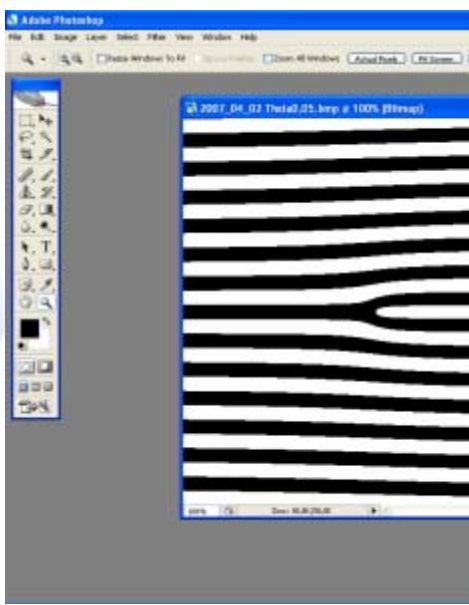 Adobe Photoshop
File Edit Image Layer Select Filter View Window Help
Resize Windows To Fit Zoom All Windows Actual Pixels Fit Screen
2007_04_02 Theta0,05.bmp @ 100% (Bitmap)
100%